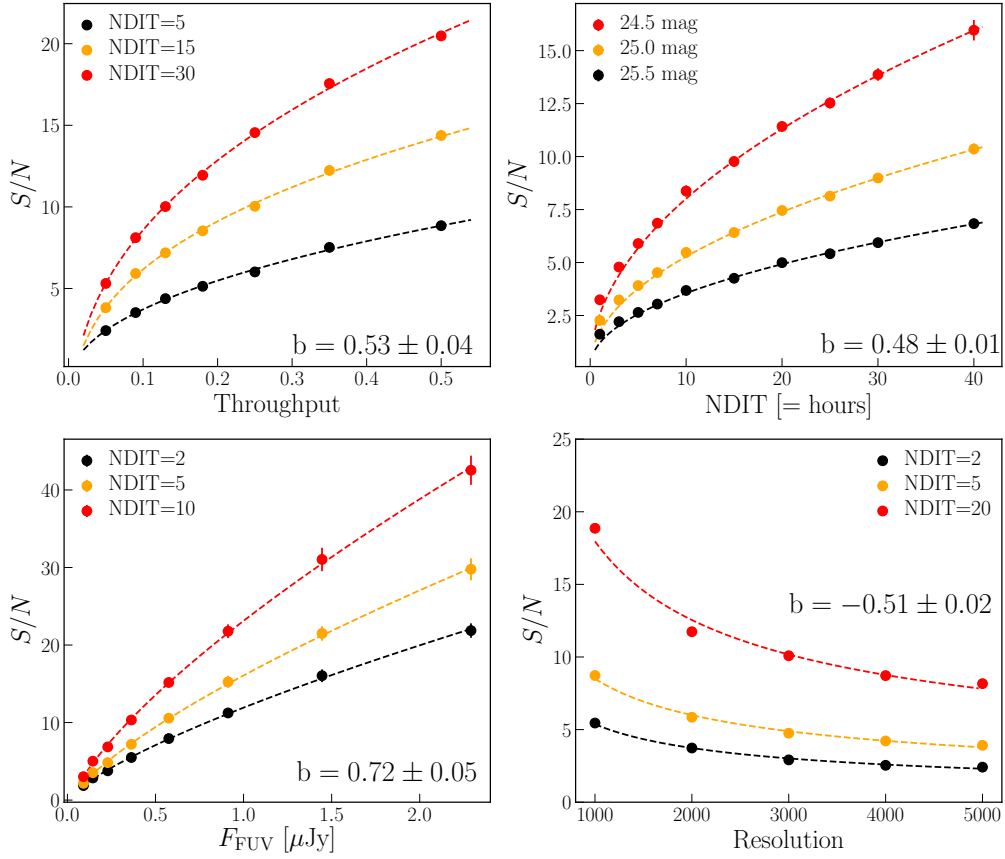 NDIT=5
NDIT=15
NDIT=30
b = 0.53 ± 0.04
S/N
5
10
15
20
0.0 0.1 0.2 0.3 0.4 0.5
Throughput
24.5 mag
25.0 mag
25.5 mag
b = 0.48 ± 0.01
S/N
2.5
5.0
7.5
10.0
12.5
15.0
0 10 20 30 40
NDIT [= hours]
NDIT=2
NDIT=5
NDIT=10
b = 0.72 ± 0.05
S/N
0
10
20
30
40
0.0 0.5 1.0 1.5 2.0
F_FUV [μJy]
NDIT=2
NDIT=5
NDIT=20
b = −0.51 ± 0.02
S/N
0
5
10
15
20
25
1000 2000 3000 4000 5000
Resolution